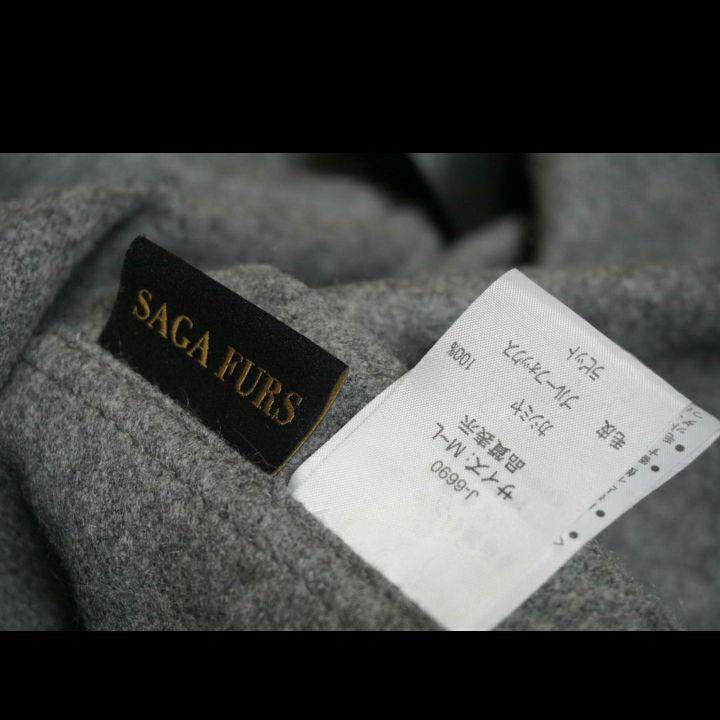 SAGA FURS
J-6690
サイズ: M~L
品質表示
カシミヤ 100%
毛皮 ブルーフォックス
ラビット